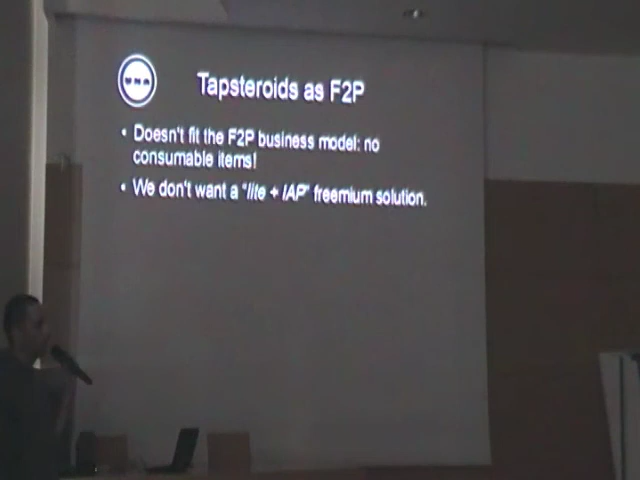 Tapsteroids as F2P
• Doesn't fit the F2P business model: no
consumable items!
• We don't want a "lite + IAP" freemium solution.